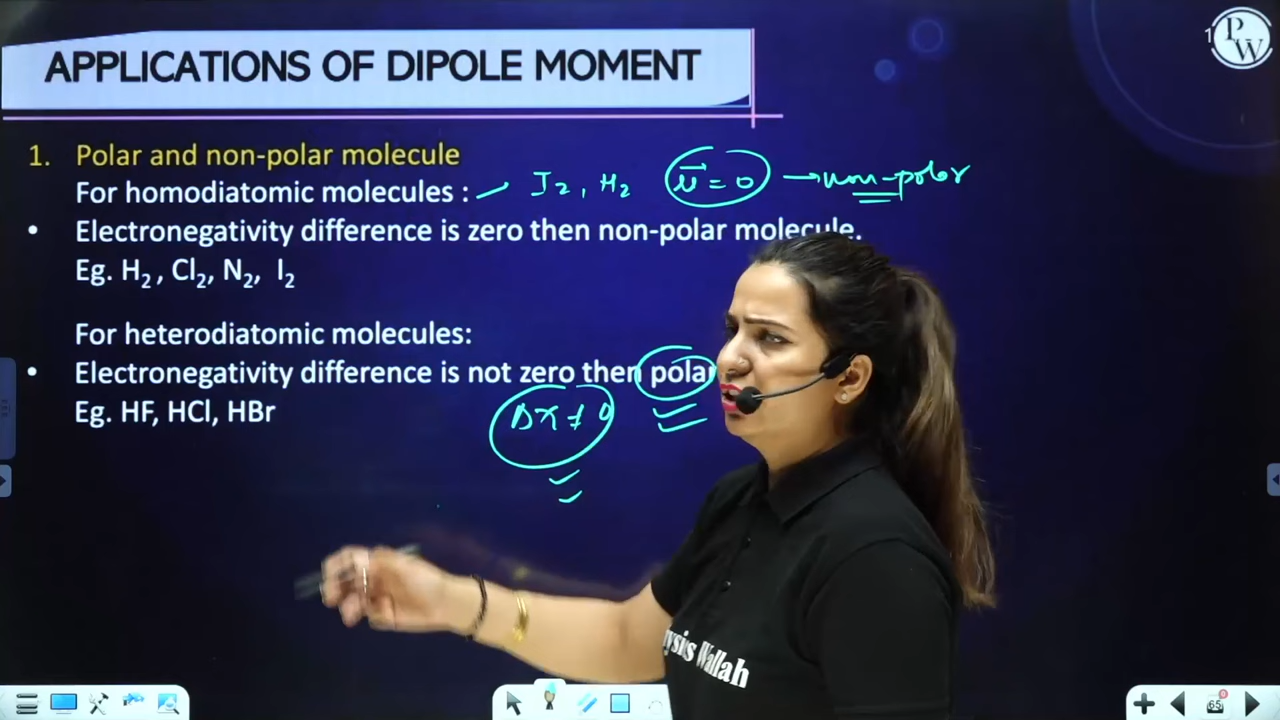 PW
APPLICATIONS OF DIPOLE MOMENT
1. Polar and non-polar molecule
For homodiatomic molecules : I₂, H₂ μ⃗ = 0 → non-polar
• Electronegativity difference is zero then non-polar molecule.
Eg. H₂ , Cl₂, N₂, I₂
For heterodiatomic molecules:
• Electronegativity difference is not zero then polar
Eg. HF, HCl, HBr
Δx ≠ 0
Wallah
65